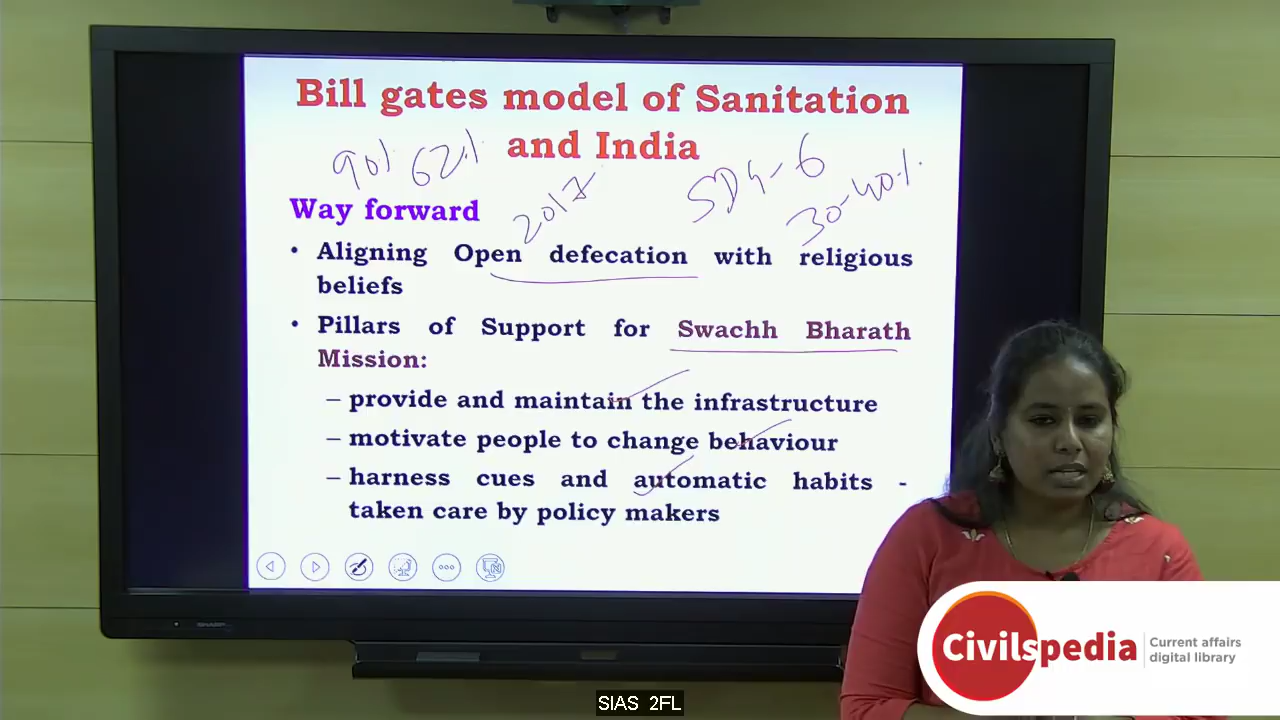 Bill gates model of Sanitation
and India
90% 62%
2017
SDG-6
30-40%
Way forward
• Aligning Open defecation with religious
beliefs
• Pillars of Support for Swachh Bharath
Mission:
– provide and maintain the infrastructure
– motivate people to change behaviour
– harness cues and automatic habits -
taken care by policy makers
SHARP
Civilspedia
Current affairs
digital library
SIAS 2FL